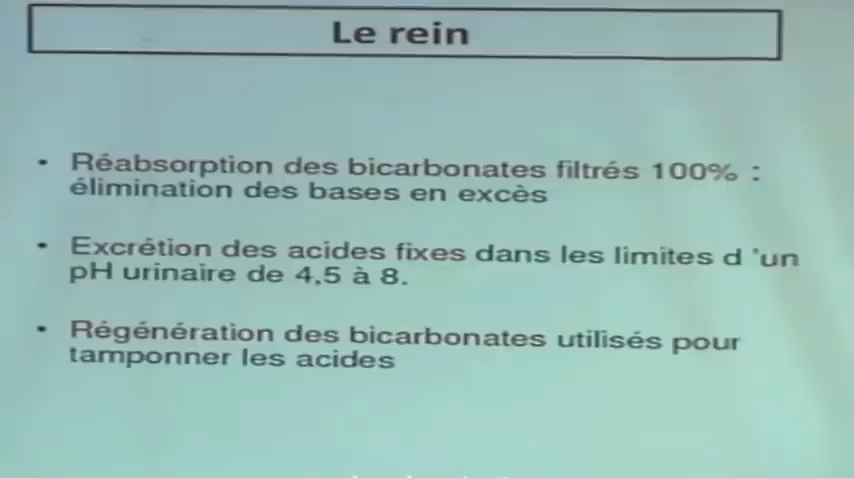 Le rein
• Réabsorption des bicarbonates filtrés 100% :
élimination des bases en excès
• Excrétion des acides fixes dans les limites d 'un
pH urinaire de 4,5 à 8.
• Régénération des bicarbonates utilisés pour
tamponner les acides